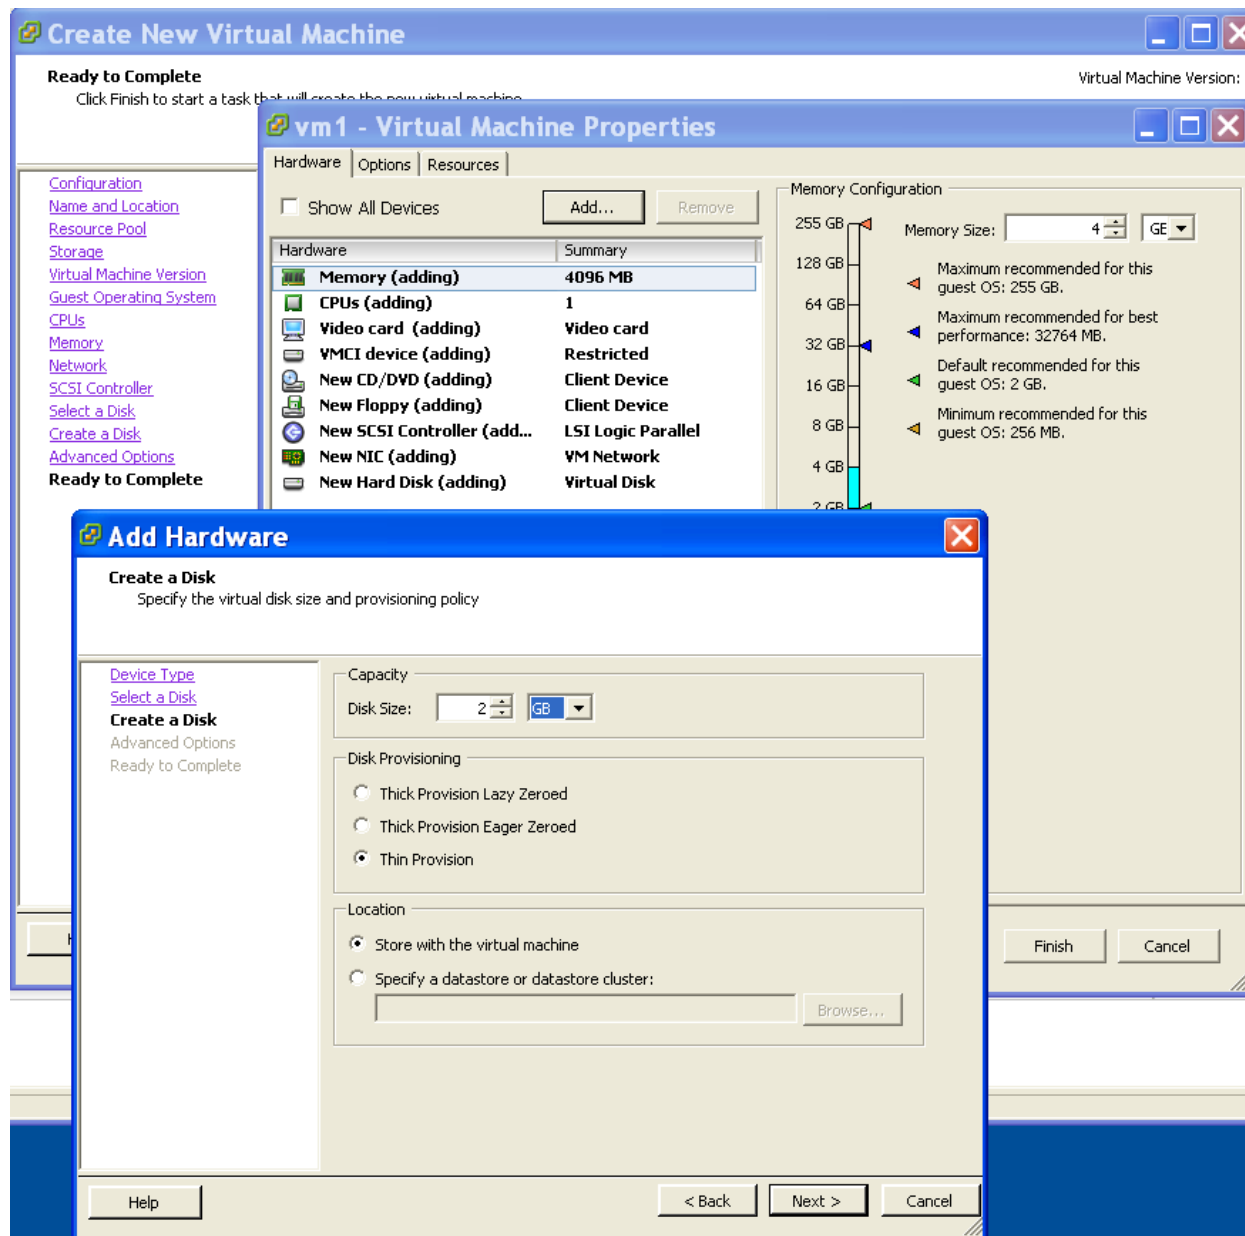 Create New Virtual Machine
Ready to Complete
Virtual Machine Version:
Click Finish to start a task that will create the new virtual machine
Configuration
Name and Location
Resource Pool
Storage
Virtual Machine Version
Guest Operating System
CPUs
Memory
Network
SCSI Controller
Select a Disk
Create a Disk
Advanced Options
Ready to Complete
vm1 - Virtual Machine Properties
Hardware Options Resources
Show All Devices
Add...
Remove
Hardware Summary
Memory (adding) 4096 MB
CPUs (adding) 1
Video card (adding) Video card
VMCI device (adding) Restricted
New CD/DVD (adding) Client Device
New Floppy (adding) Client Device
New SCSI Controller (add... LSI Logic Parallel
New NIC (adding) VM Network
New Hard Disk (adding) Virtual Disk
Memory Configuration
255 GB
128 GB
64 GB
32 GB
16 GB
8 GB
4 GB
2 GB
Memory Size: 4
Maximum recommended for this
guest OS: 255 GB.
Maximum recommended for best
performance: 32764 MB.
Default recommended for this
guest OS: 2 GB.
Minimum recommended for this
guest OS: 256 MB.
Finish
Cancel
Add Hardware
Create a Disk
Specify the virtual disk size and provisioning policy
Device Type
Select a Disk
Create a Disk
Advanced Options
Ready to Complete
Capacity
Disk Size: 2 GB
Disk Provisioning
Thick Provision Lazy Zeroed
Thick Provision Eager Zeroed
Thin Provision
Location
Store with the virtual machine
Specify a datastore or datastore cluster:
Browse...
Help
< Back
Next >
Cancel